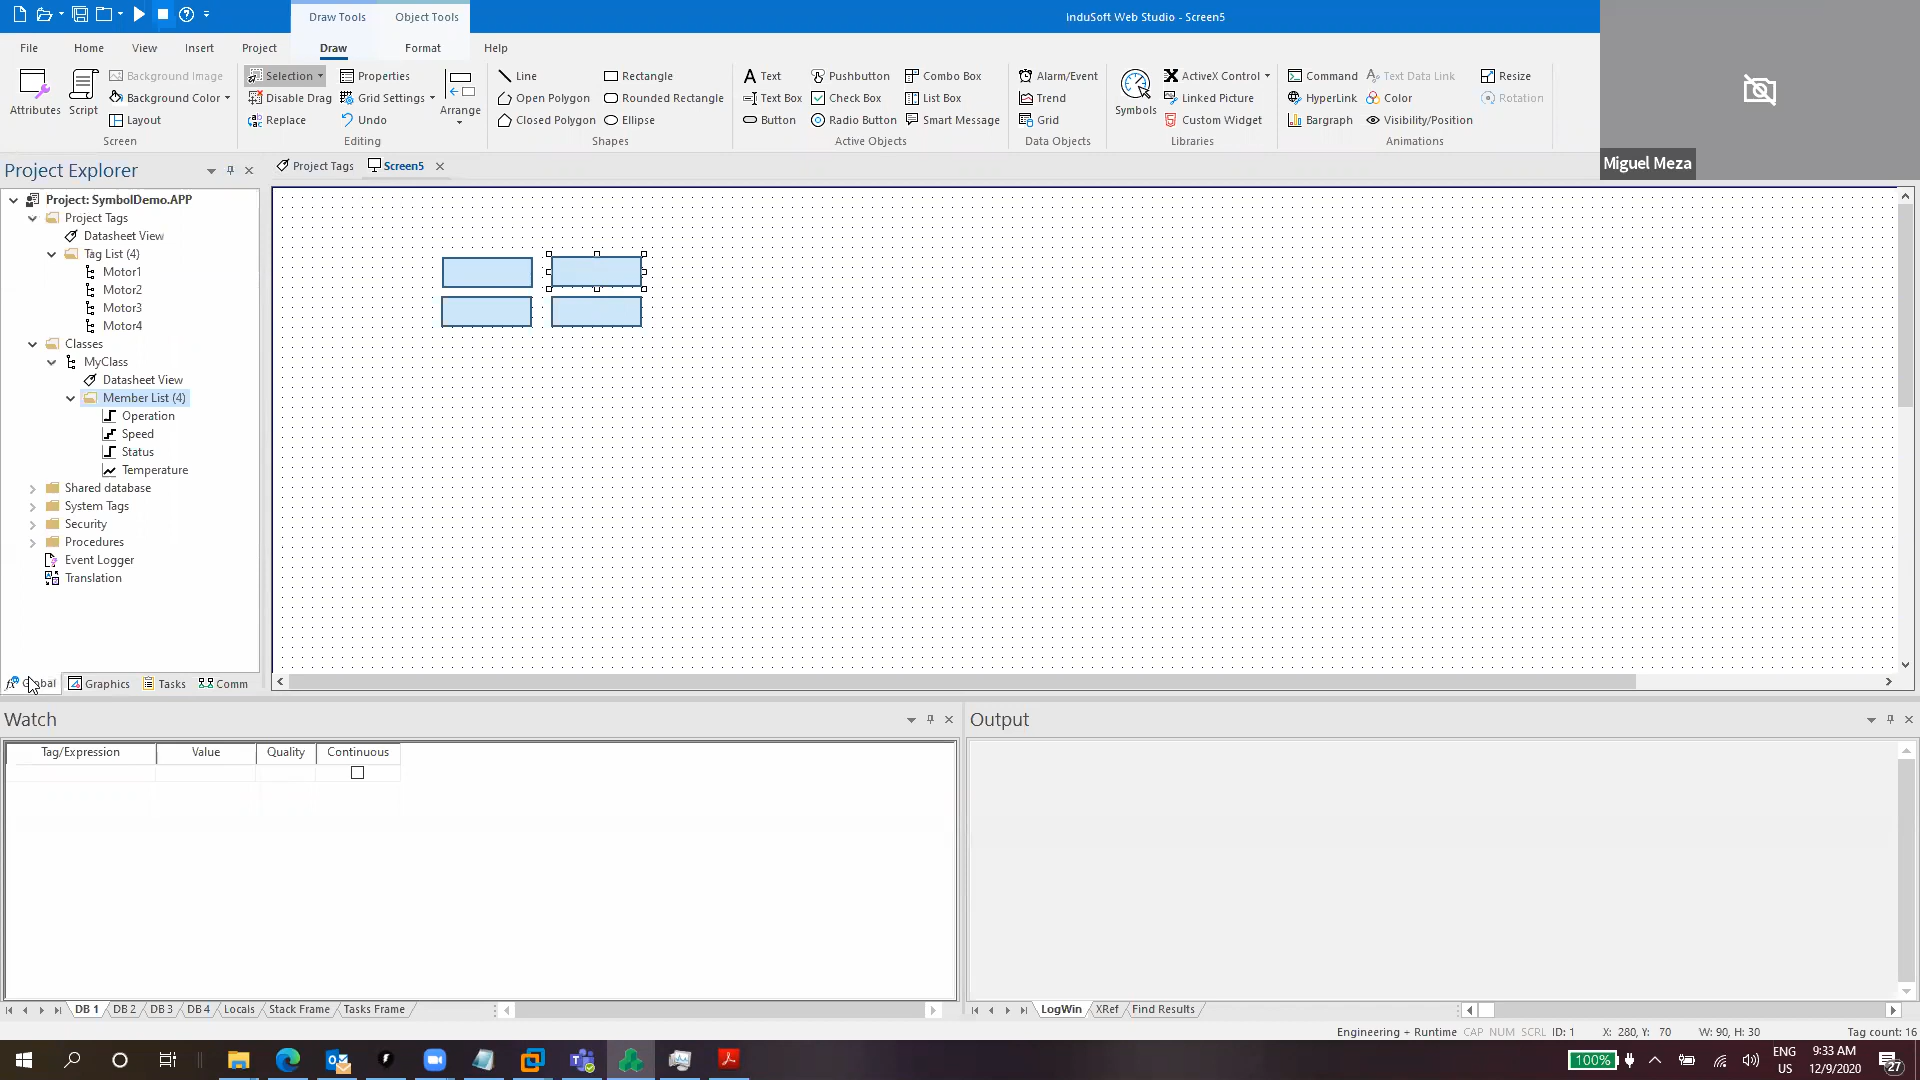 Draw Tools Object Tools InduSoft Web Studio - Screen5
File Home View Insert Project Draw Format Help
Attributes Script Background Image
Background Color
Layout
Screen
Selection Properties
Disable Drag Grid Settings
Replace Undo
Arrange
Editing
Line Rectangle
Open Polygon Rounded Rectangle
Closed Polygon Ellipse
Shapes
Text Pushbutton Combo Box
Text Box Check Box List Box
Button Radio Button Smart Message
Active Objects
Alarm/Event
Trend
Grid
Data Objects
Symbols ActiveX Control
Linked Picture
Custom Widget
Libraries
Command Text Data Link Resize
HyperLink Color Rotation
Bargraph Visibility/Position
Animations
Miguel Meza
Project Explorer
Project Tags Screen5
Project: SymbolDemo.APP
Project Tags
Datasheet View
Tag List (4)
Motor1
Motor2
Motor3
Motor4
Classes
MyClass
Datasheet View
Member List (4)
Operation
Speed
Status
Temperature
Shared database
System Tags
Security
Procedures
Event Logger
Translation
Global Graphics Tasks Comm
Watch
Tag/Expression Value Quality Continuous
DB 1 DB 2 DB 3 DB 4 Locals Stack Frame Tasks Frame
Output
LogWin XRef Find Results
Engineering + Runtime CAP NUM SCRL ID: 1 X: 280, Y: 70 W: 90, H: 30 Tag count: 16
100% ENG US 9:33 AM 12/9/2020 27